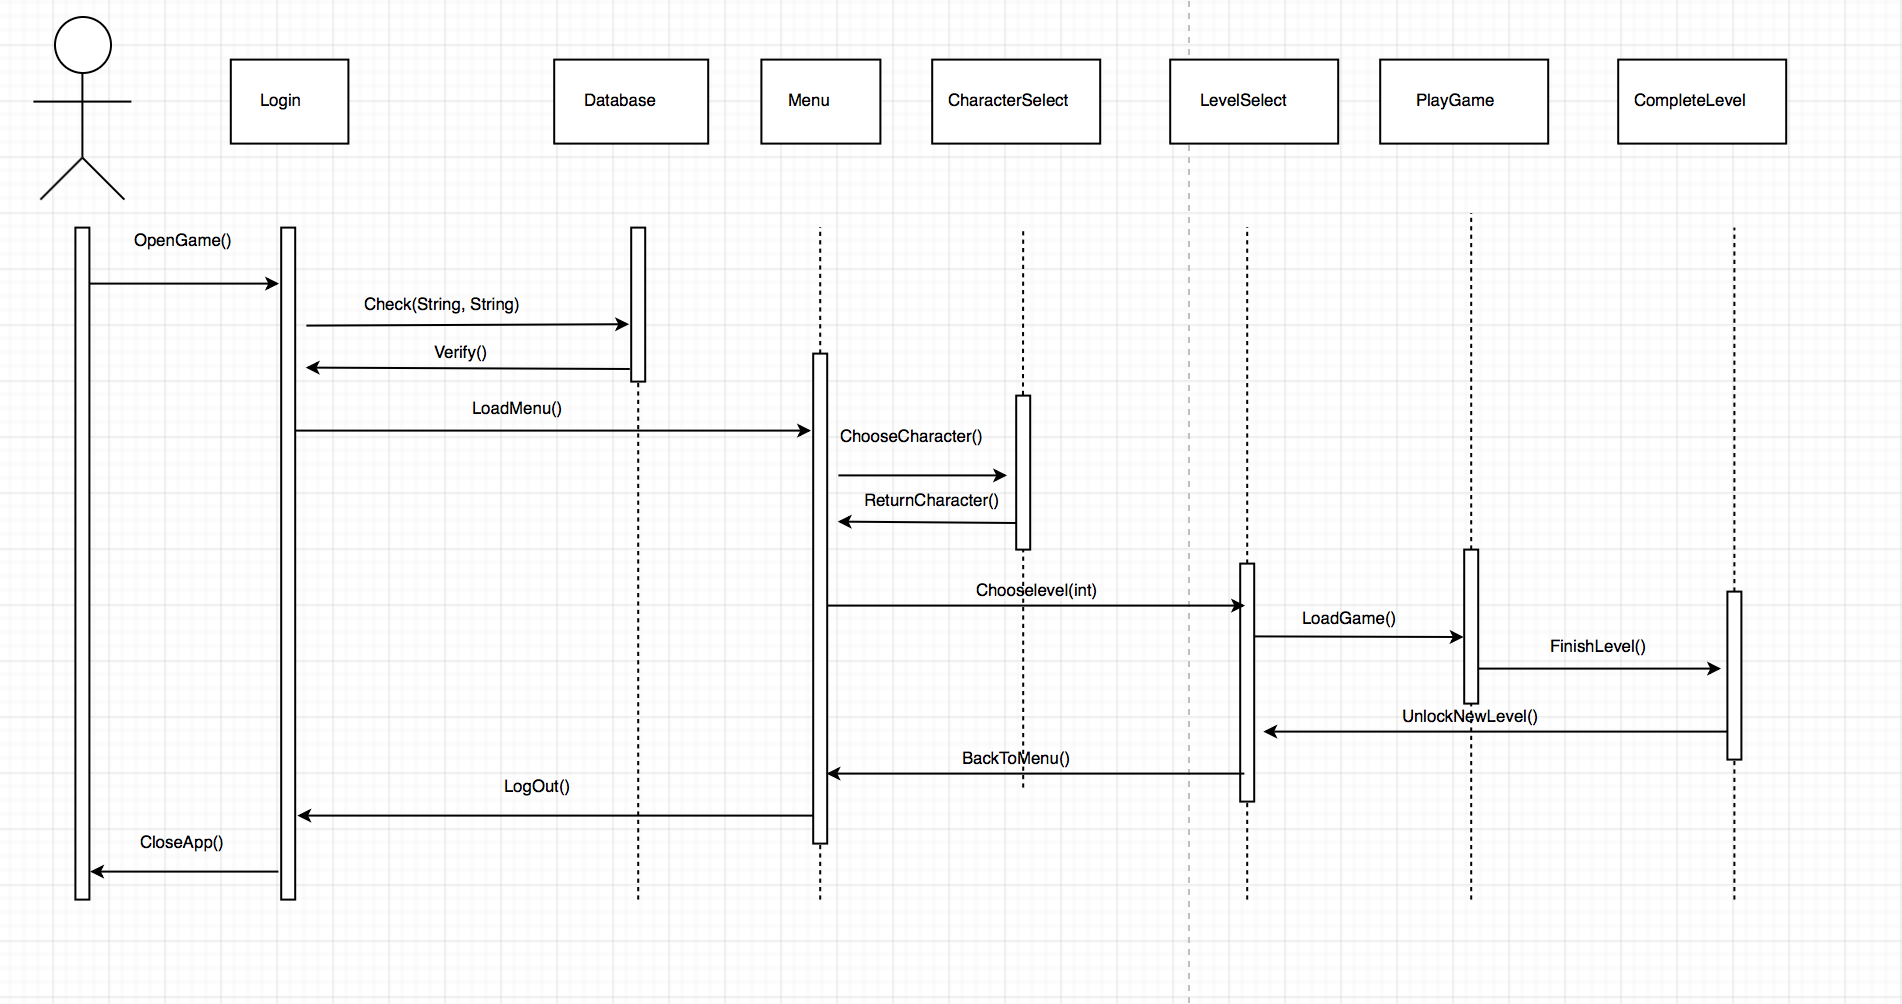 Login
Database
Menu
CharacterSelect
LevelSelect
PlayGame
CompleteLevel
OpenGame()
Check(String, String)
Verify()
LoadMenu()
ChooseCharacter()
ReturnCharacter()
Chooselevel(int)
LoadGame()
FinishLevel()
UnlockNewLevel()
BackToMenu()
LogOut()
CloseApp()